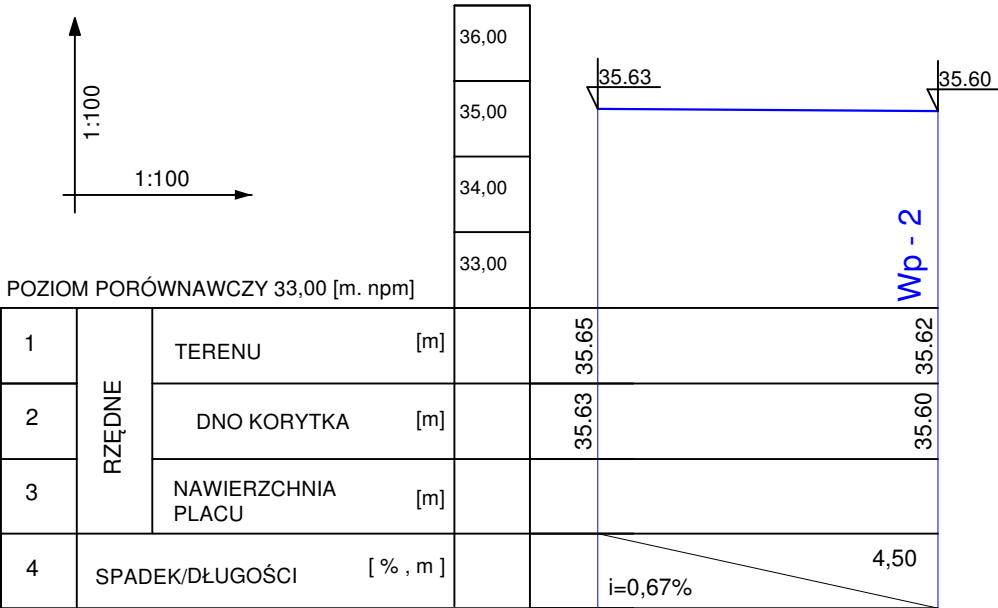 36,00
35.63
35.60
35,00
1:100
1:100
34,00
Wp - 2
33,00
POZIOM PORÓWNAWCZY 33,00 [m. npm]
1
RZĘDNE
TERENU
[m]
35.65
35.62
2
DNO KORYTKA
[m]
35.63
35.60
3
NAWIERZCHNIA
PLACU
[m]
4
SPADEK/DŁUGOŚCI
[ % , m ]
i=0,67%
4,50